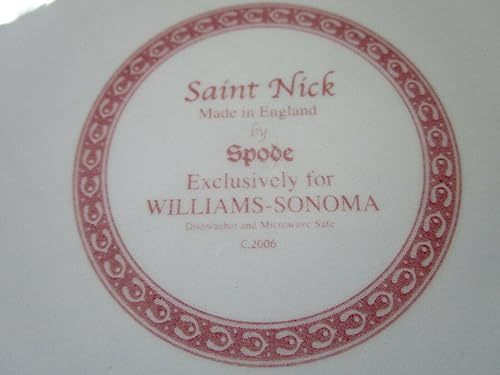 Saint Nick
Made in England
by
Spode
Exclusively for
WILLIAMS-SONOMA
Dishwasher and Microwave Safe
C.2006